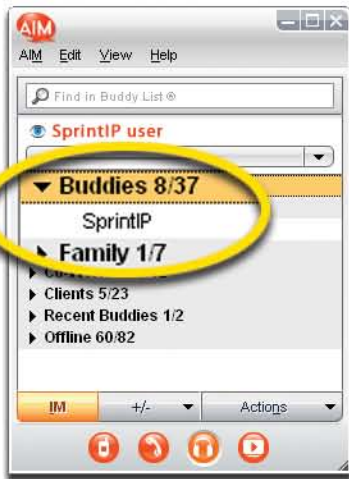 AIM
AIM Edit View Help
Find in Buddy List ®
SprintIP user
Buddies 8/37
SprintIP
Family 1/7
Clients 5/23
Recent Buddies 1/2
Offline 60/82
IM +/- Actions